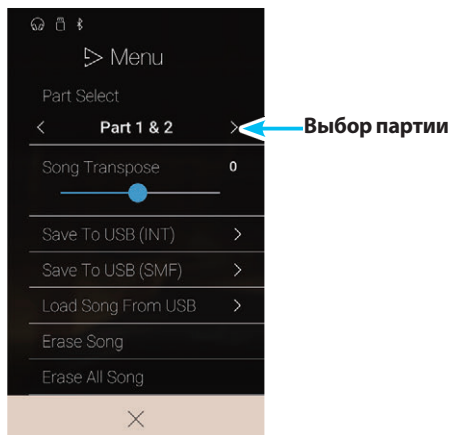 Menu
Part Select
Part 1 & 2
Выбор партии
Song Transpose 0
Save To USB (INT)
Save To USB (SMF)
Load Song From USB
Erase Song
Erase All Song